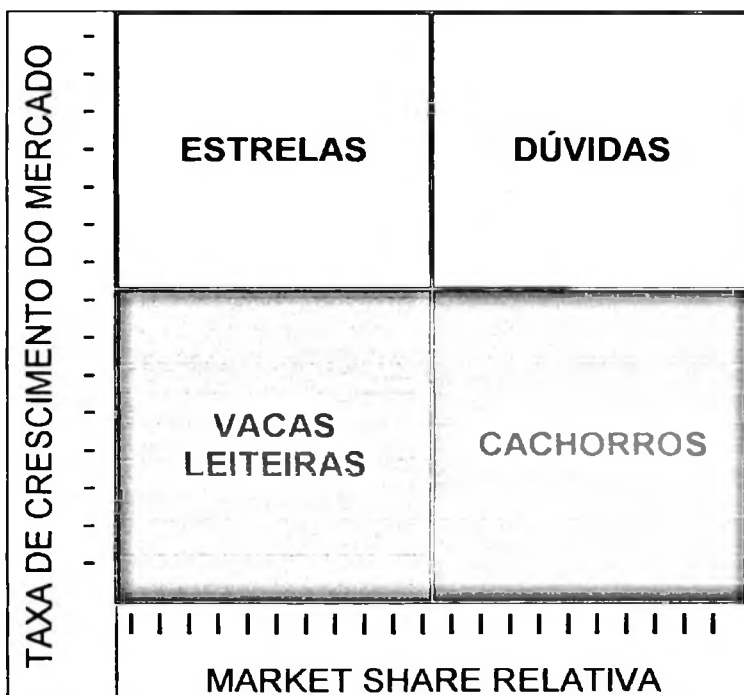 TAXA DE CRESCIMENTO DO MERCADO
ESTRELAS
DÚVIDAS
VACAS
LEITEIRAS
CACHORROS
MARKET SHARE RELATIVA